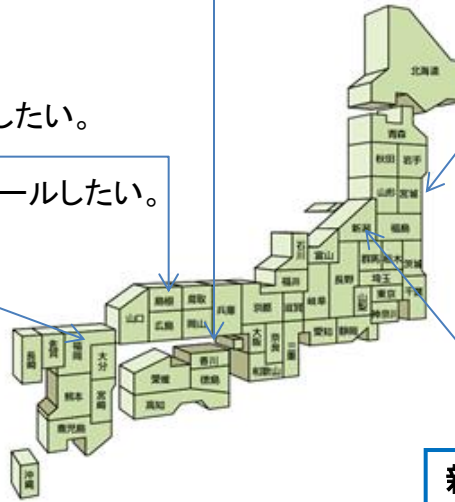 したい。
ールしたい。
北海道
青森
秋田 岩手
山形 宮城
新潟 福島
石川 富山 群馬 栃木 茨城
福井 長野 埼玉
山梨 東京 千葉
神奈川
島根 鳥取 兵庫 京都 滋賀 岐阜
山口 広島 岡山 大阪 奈良 三重 愛知 静岡
和歌山
香川
愛媛 徳島
高知
長崎 佐賀 福岡 大分
熊本 宮崎
鹿児島
沖縄